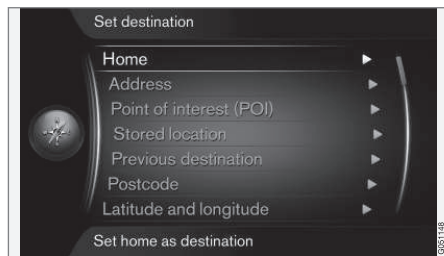 Set destination
Home
Address
Point of interest (POI)
Stored location
Previous destination
Postcode
Latitude and longitude
Set home as destination
G051148